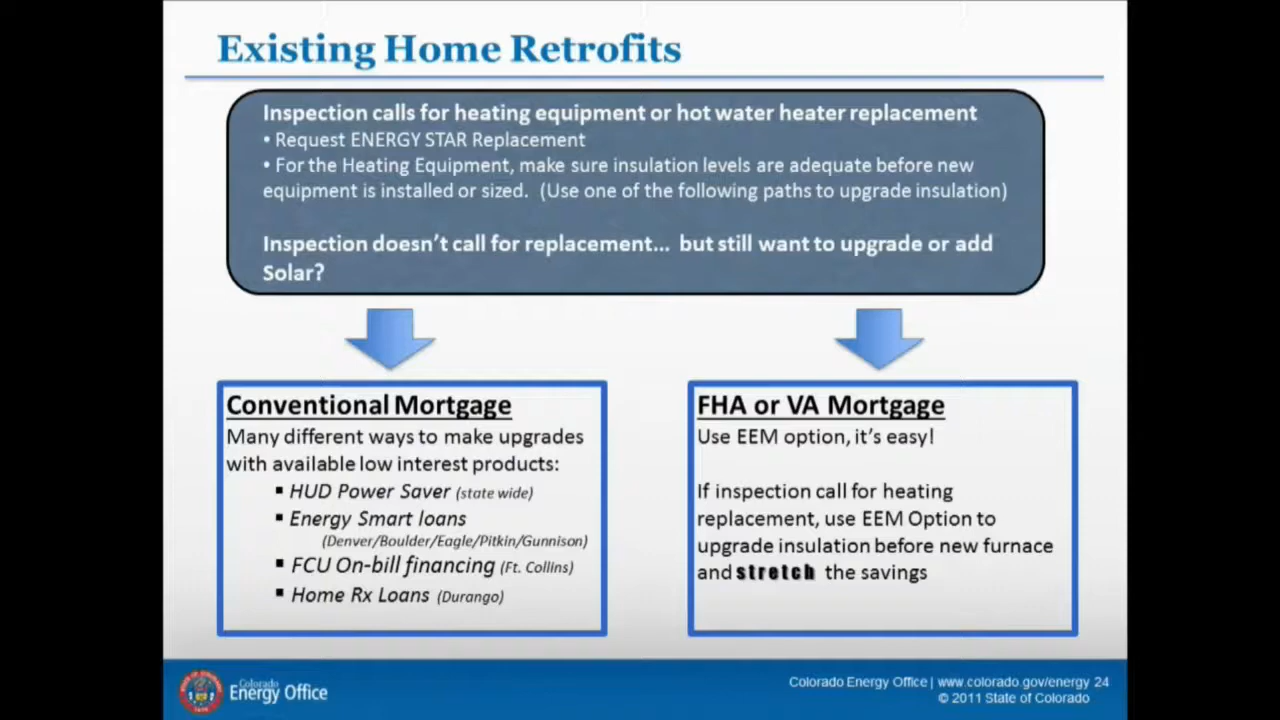 Existing Home Retrofits
Inspection calls for heating equipment or hot water heater replacement
• Request ENERGY STAR Replacement
• For the Heating Equipment, make sure insulation levels are adequate before new
equipment is installed or sized. (Use one of the following paths to upgrade insulation)
Inspection doesn't call for replacement... but still want to upgrade or add
Solar?
Conventional Mortgage
Many different ways to make upgrades
with available low interest products:
▪ HUD Power Saver (state wide)
▪ Energy Smart loans
(Denver/Boulder/Eagle/Pitkin/Gunnison)
▪ FCU On-bill financing (Ft. Collins)
▪ Home Rx Loans (Durango)
FHA or VA Mortgage
Use EEM option, it's easy!
If inspection call for heating
replacement, use EEM Option to
upgrade insulation before new furnace
and stretch the savings
Colorado
Energy Office
Colorado Energy Office | www.colorado.gov/energy 24
© 2011 State of Colorado